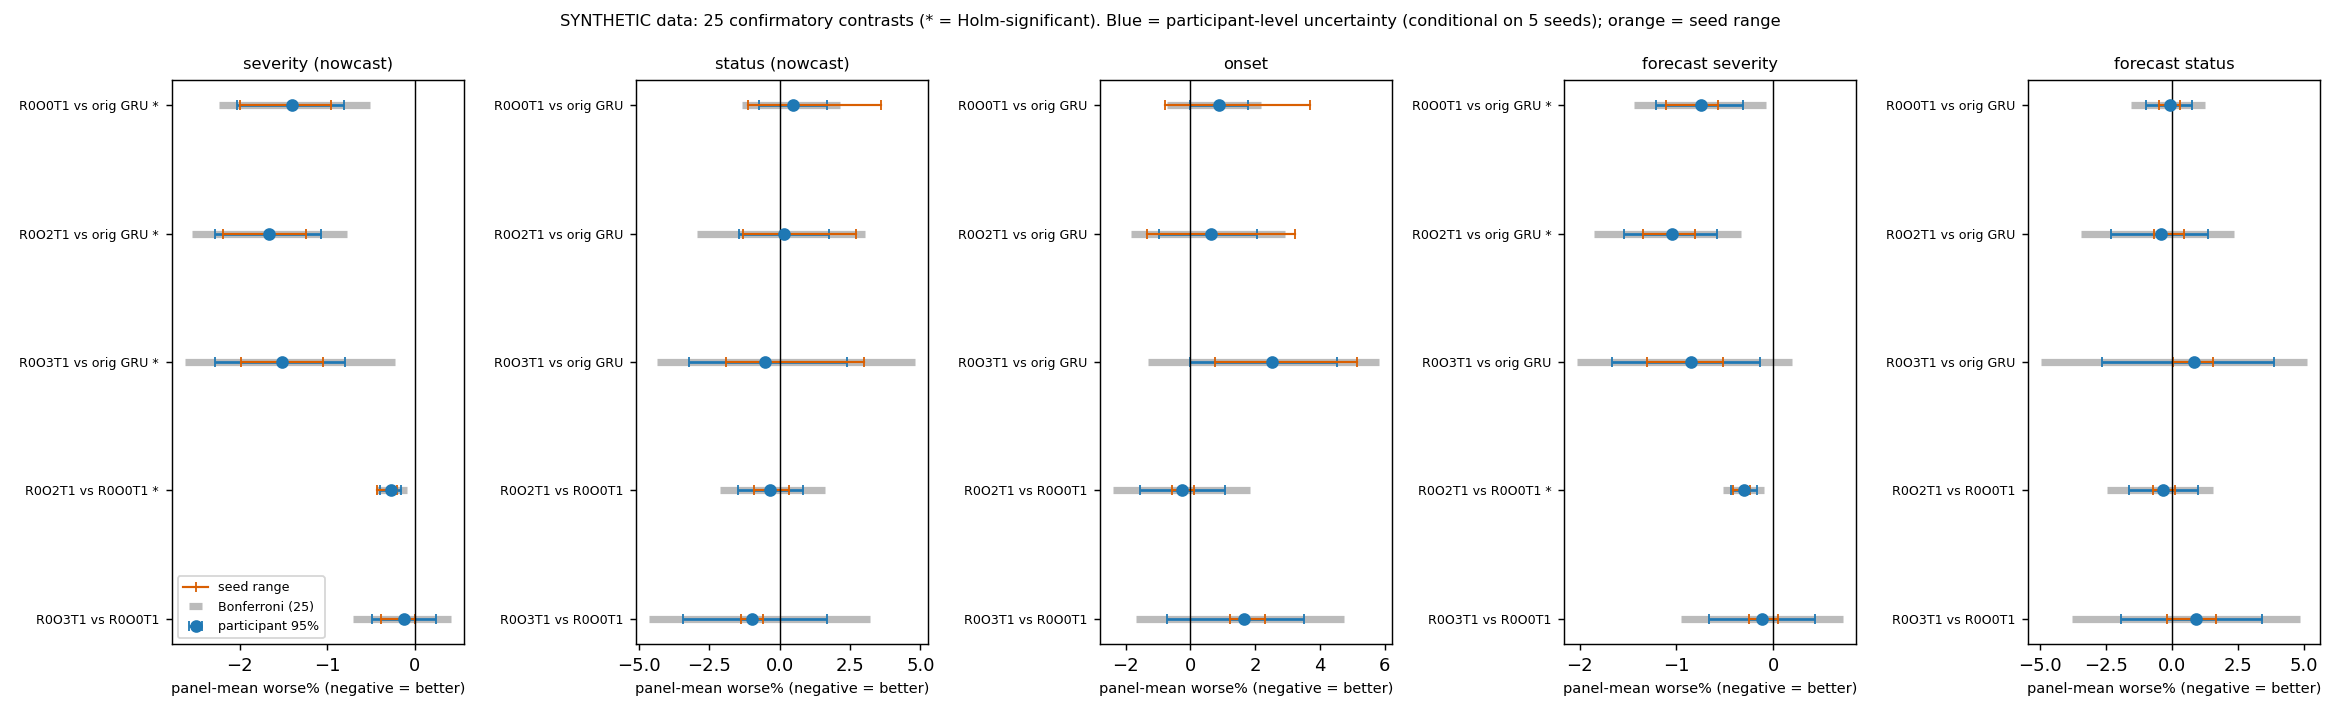 SYNTHETIC data: 25 confirmatory contrasts (* = Holm-significant). Blue = participant-level uncertainty (conditional on 5 seeds); orange = seed range
severity (nowcast)
R0O0T1 vs orig GRU *
R0O2T1 vs orig GRU *
R0O3T1 vs orig GRU *
R0O2T1 vs R0O0T1 *
R0O3T1 vs R0O0T1
seed range
Bonferroni (25)
participant 95%
−2 −1 0
panel-mean worse% (negative = better)
status (nowcast)
R0O0T1 vs orig GRU
R0O2T1 vs orig GRU
R0O3T1 vs orig GRU
R0O2T1 vs R0O0T1
R0O3T1 vs R0O0T1
−5.0 −2.5 0.0 2.5 5.0
panel-mean worse% (negative = better)
onset
R0O0T1 vs orig GRU
R0O2T1 vs orig GRU
R0O3T1 vs orig GRU
R0O2T1 vs R0O0T1
R0O3T1 vs R0O0T1
−2 0 2 4 6
panel-mean worse% (negative = better)
forecast severity
R0O0T1 vs orig GRU *
R0O2T1 vs orig GRU *
R0O3T1 vs orig GRU
R0O2T1 vs R0O0T1 *
R0O3T1 vs R0O0T1
−2 −1 0
panel-mean worse% (negative = better)
forecast status
R0O0T1 vs orig GRU
R0O2T1 vs orig GRU
R0O3T1 vs orig GRU
R0O2T1 vs R0O0T1
R0O3T1 vs R0O0T1
−5.0 −2.5 0.0 2.5 5.0
panel-mean worse% (negative = better)